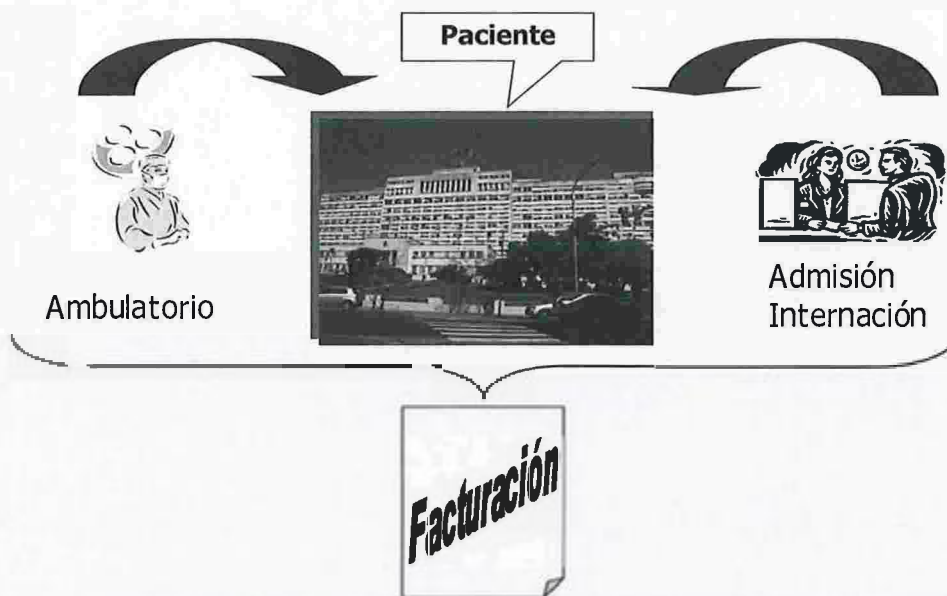 Paciente
Ambulatorio
Admisión
Internación
Facturación